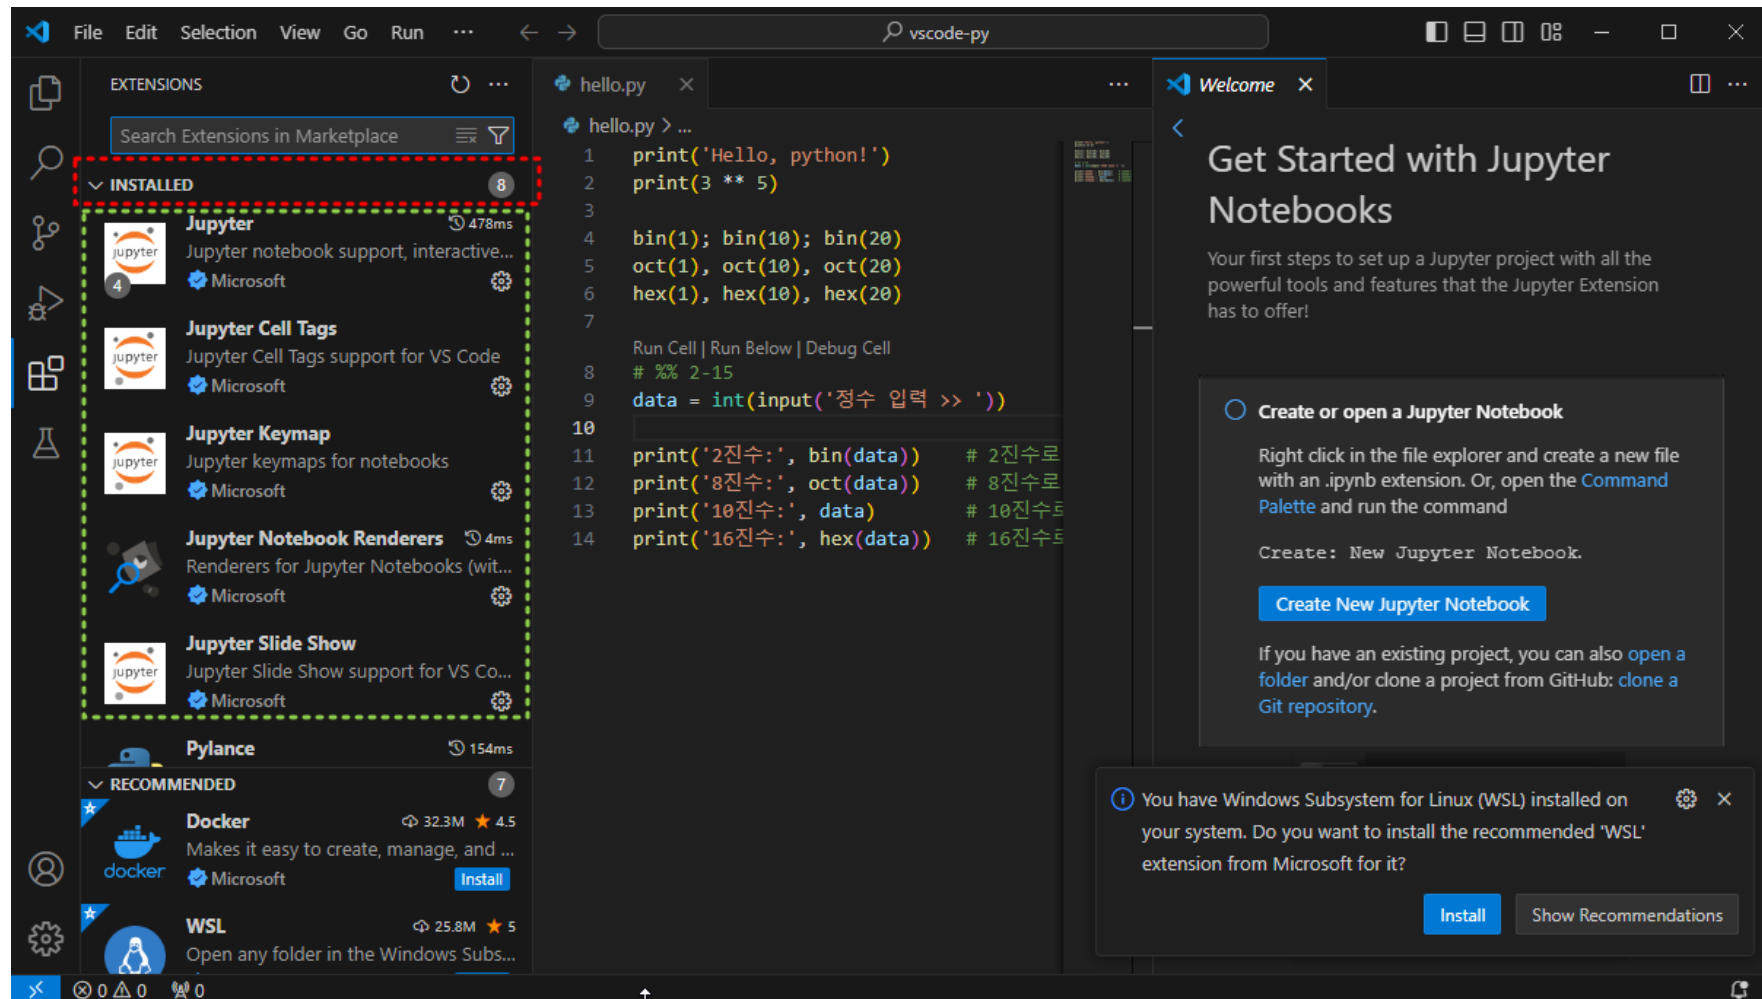 File Edit Selection View Go Run ··· vscode-py
EXTENSIONS
Search Extensions in Marketplace
INSTALLED 8
Jupyter 478ms
Jupyter notebook support, interactive...
Microsoft
4
Jupyter Cell Tags
Jupyter Cell Tags support for VS Code
Microsoft
Jupyter Keymap
Jupyter keymaps for notebooks
Microsoft
Jupyter Notebook Renderers 4ms
Renderers for Jupyter Notebooks (wit...
Microsoft
Jupyter Slide Show
Jupyter Slide Show support for VS Co...
Microsoft
jupyter
jupyter
jupyter
jupyter
Pylance 154ms
RECOMMENDED 7
Docker 32.3M ★ 4.5
Makes it easy to create, manage, and ...
Microsoft Install
docker
WSL 25.8M ★ 5
Open any folder in the Windows Subs...
hello.py
hello.py > ...
1 print('Hello, python!')
2 print(3 ** 5)
3
4 bin(1); bin(10); bin(20)
5 oct(1), oct(10), oct(20)
6 hex(1), hex(10), hex(20)
7
Run Cell | Run Below | Debug Cell
8 # %% 2-15
9 data = int(input('정수 입력 >> '))
10
11 print('2진수:', bin(data)) # 2진수로
12 print('8진수:', oct(data)) # 8진수로
13 print('10진수:', data) # 10진수로
14 print('16진수:', hex(data)) # 16진수로
Welcome
Get Started with Jupyter
Notebooks
Your first steps to set up a Jupyter project with all the
powerful tools and features that the Jupyter Extension
has to offer!
Create or open a Jupyter Notebook
Right click in the file explorer and create a new file
with an .ipynb extension. Or, open the Command
Palette and run the command
Create: New Jupyter Notebook.
Create New Jupyter Notebook
If you have an existing project, you can also open a
folder and/or clone a project from GitHub: clone a
Git repository.
You have Windows Subsystem for Linux (WSL) installed on
your system. Do you want to install the recommended 'WSL'
extension from Microsoft for it?
Install Show Recommendations
0 0 0